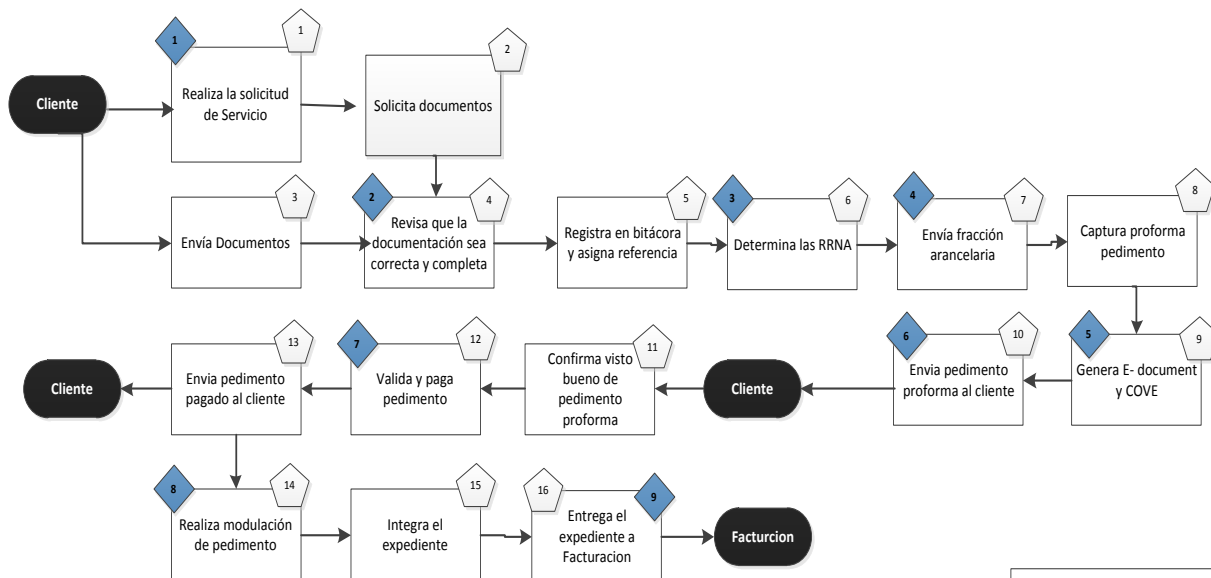 1
1
Cliente
Realiza la solicitud
de Servicio
2
Solicita documentos
3
Envía Documentos
2
4
Revisa que la
documentación sea
correcta y completa
5
Registra en bitácora
y asigna referencia
3
6
Determina las RRNA
4
7
Envía fracción
arancelaria
8
Captura proforma
pedimento
5
9
Genera E- document
y COVE
6
10
Envia pedimento
proforma al cliente
Cliente
11
Confirma visto
bueno de
pedimento
proforma
7
12
Valida y paga
pedimento
13
Envia pedimento
pagado al cliente
Cliente
8
14
Realiza modulación
de pedimento
15
Integra el
expediente
16
9
Entrega el
expediente a
Facturacion
Facturcion